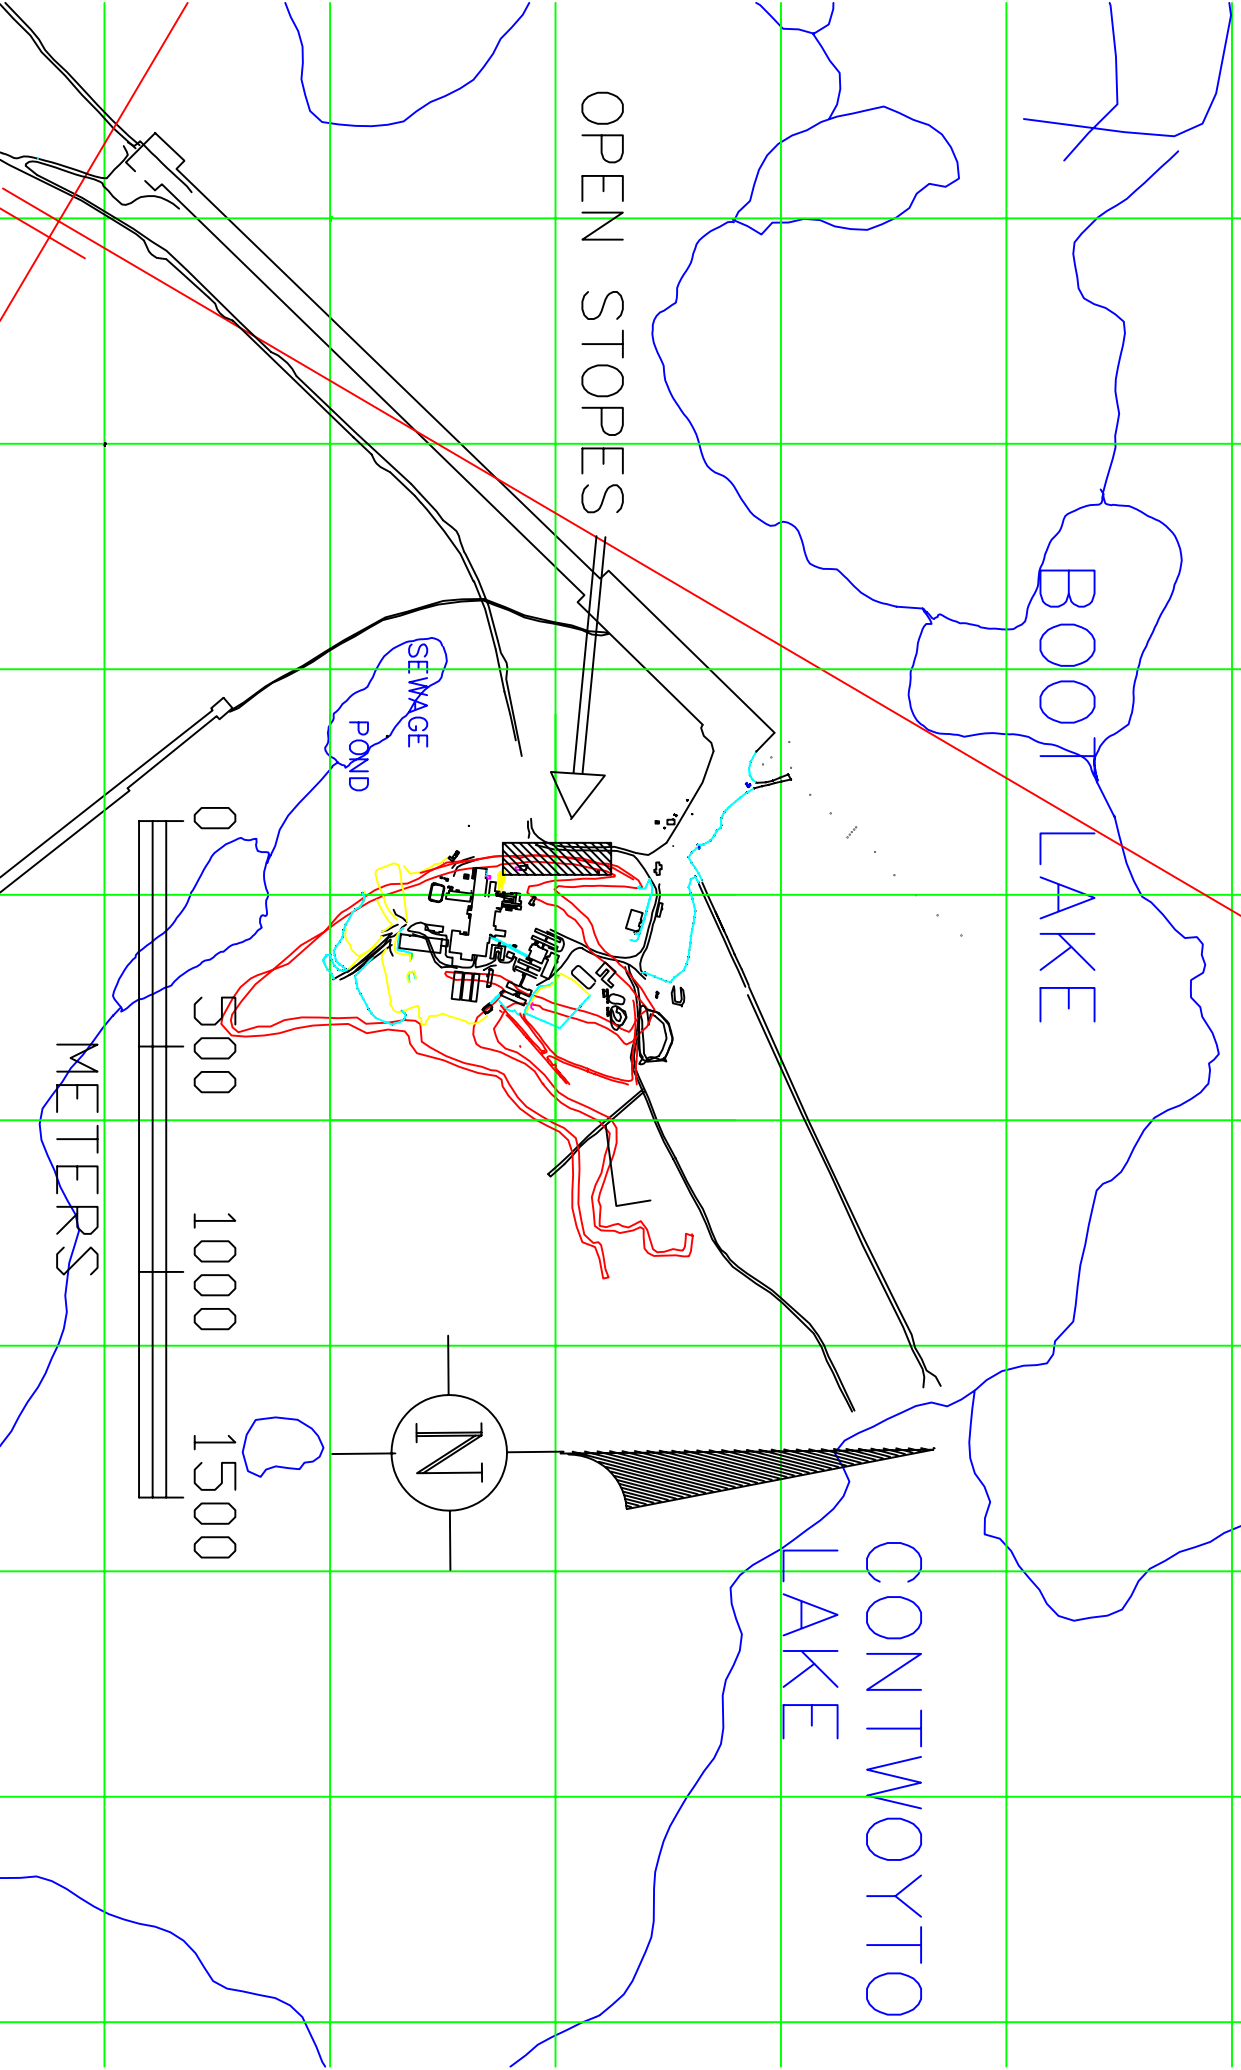 BOOT LAKE
CONTWOYTO
LAKE
OPEN STOPES
SEWAGE
POND
0 500 1000 1500
METERS
N